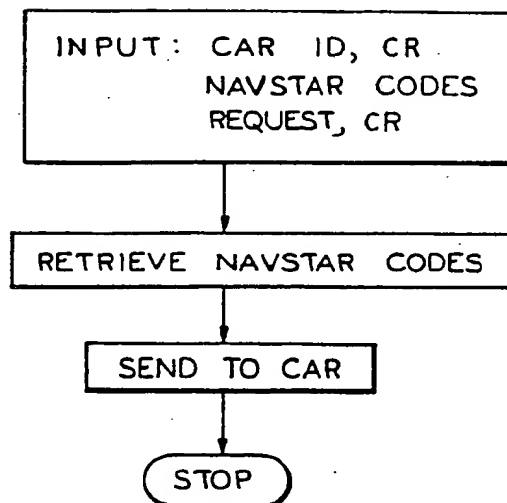 INPUT: CAR ID, CR
NAVSTAR CODES
REQUEST, CR
RETRIEVE NAVSTAR CODES
SEND TO CAR
STOP